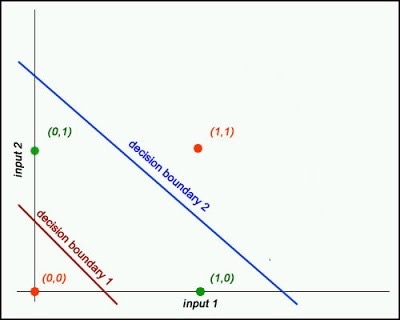 (0,1)
(1,1)
input 2
decision boundary 2
decision boundary 1
(0,0)
(1,0)
input 1